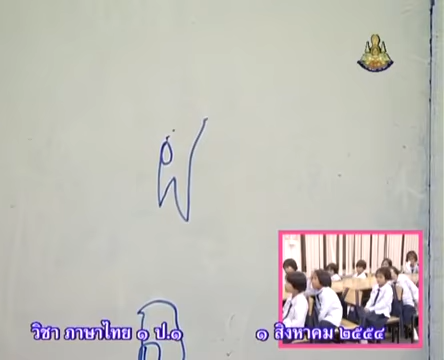 ฝ
วิชา ภาษาไทย ๑ ป.๑
๑ สิงหาคม ๒๕๕๔